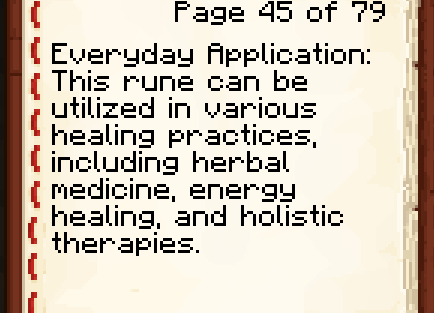 Page 45 of 79
Everyday Application:
This rune can be
utilized in various
healing practices,
including herbal
medicine, energy
healing, and holistic
therapies.